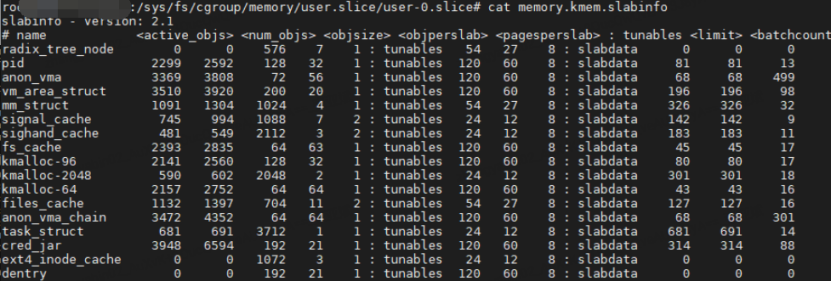 ro :/sys/fs/cgroup/memory/user.slice/user-0.slice# cat memory.kmem.slabinfo
slabinfo - version: 2.1
# name <active_objs> <num_objs> <objsize> <objperslab> <pagesperslab> : tunables <limit> <batchcount
radix_tree_node 0 0 576 7 1 : tunables 54 27 8 : slabdata 0 0 0
pid 2299 2592 128 32 1 : tunables 120 60 8 : slabdata 81 81 13
anon_vma 3369 3808 72 56 1 : tunables 120 60 8 : slabdata 68 68 499
vm_area_struct 3510 3920 200 20 1 : tunables 120 60 8 : slabdata 196 196 98
mm_struct 1091 1304 1024 4 1 : tunables 54 27 8 : slabdata 326 326 32
signal_cache 745 994 1088 7 2 : tunables 24 12 8 : slabdata 142 142 9
sighand_cache 481 549 2112 3 2 : tunables 24 12 8 : slabdata 183 183 11
fs_cache 2393 2835 64 63 1 : tunables 120 60 8 : slabdata 45 45 17
kmalloc-96 2141 2560 128 32 1 : tunables 120 60 8 : slabdata 80 80 17
kmalloc-2048 590 602 2048 2 1 : tunables 24 12 8 : slabdata 301 301 18
kmalloc-64 2157 2752 64 64 1 : tunables 120 60 8 : slabdata 43 43 16
files_cache 1132 1397 704 11 2 : tunables 54 27 8 : slabdata 127 127 16
anon_vma_chain 3472 4352 64 64 1 : tunables 120 60 8 : slabdata 68 68 301
task_struct 681 691 3712 1 1 : tunables 24 12 8 : slabdata 681 691 14
cred_jar 3948 6594 192 21 1 : tunables 120 60 8 : slabdata 314 314 88
ext4_inode_cache 0 0 1072 3 1 : tunables 24 12 8 : slabdata 0 0 0
dentry 0 0 192 21 1 : tunables 120 60 8 : slabdata 0 0 0